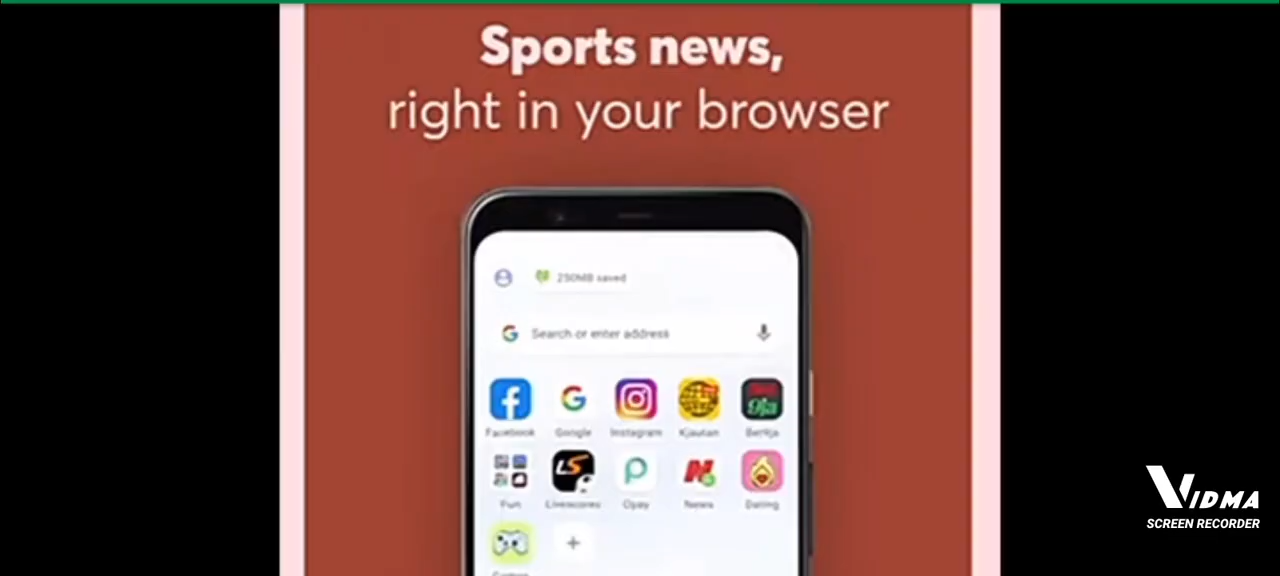 Sports news,
right in your browser
250MB saved
Search or enter address
Facebook Google Instagram Kjautan Bet9ja
Fun Livescores Opay News Dating
VIDMA
SCREEN RECORDER